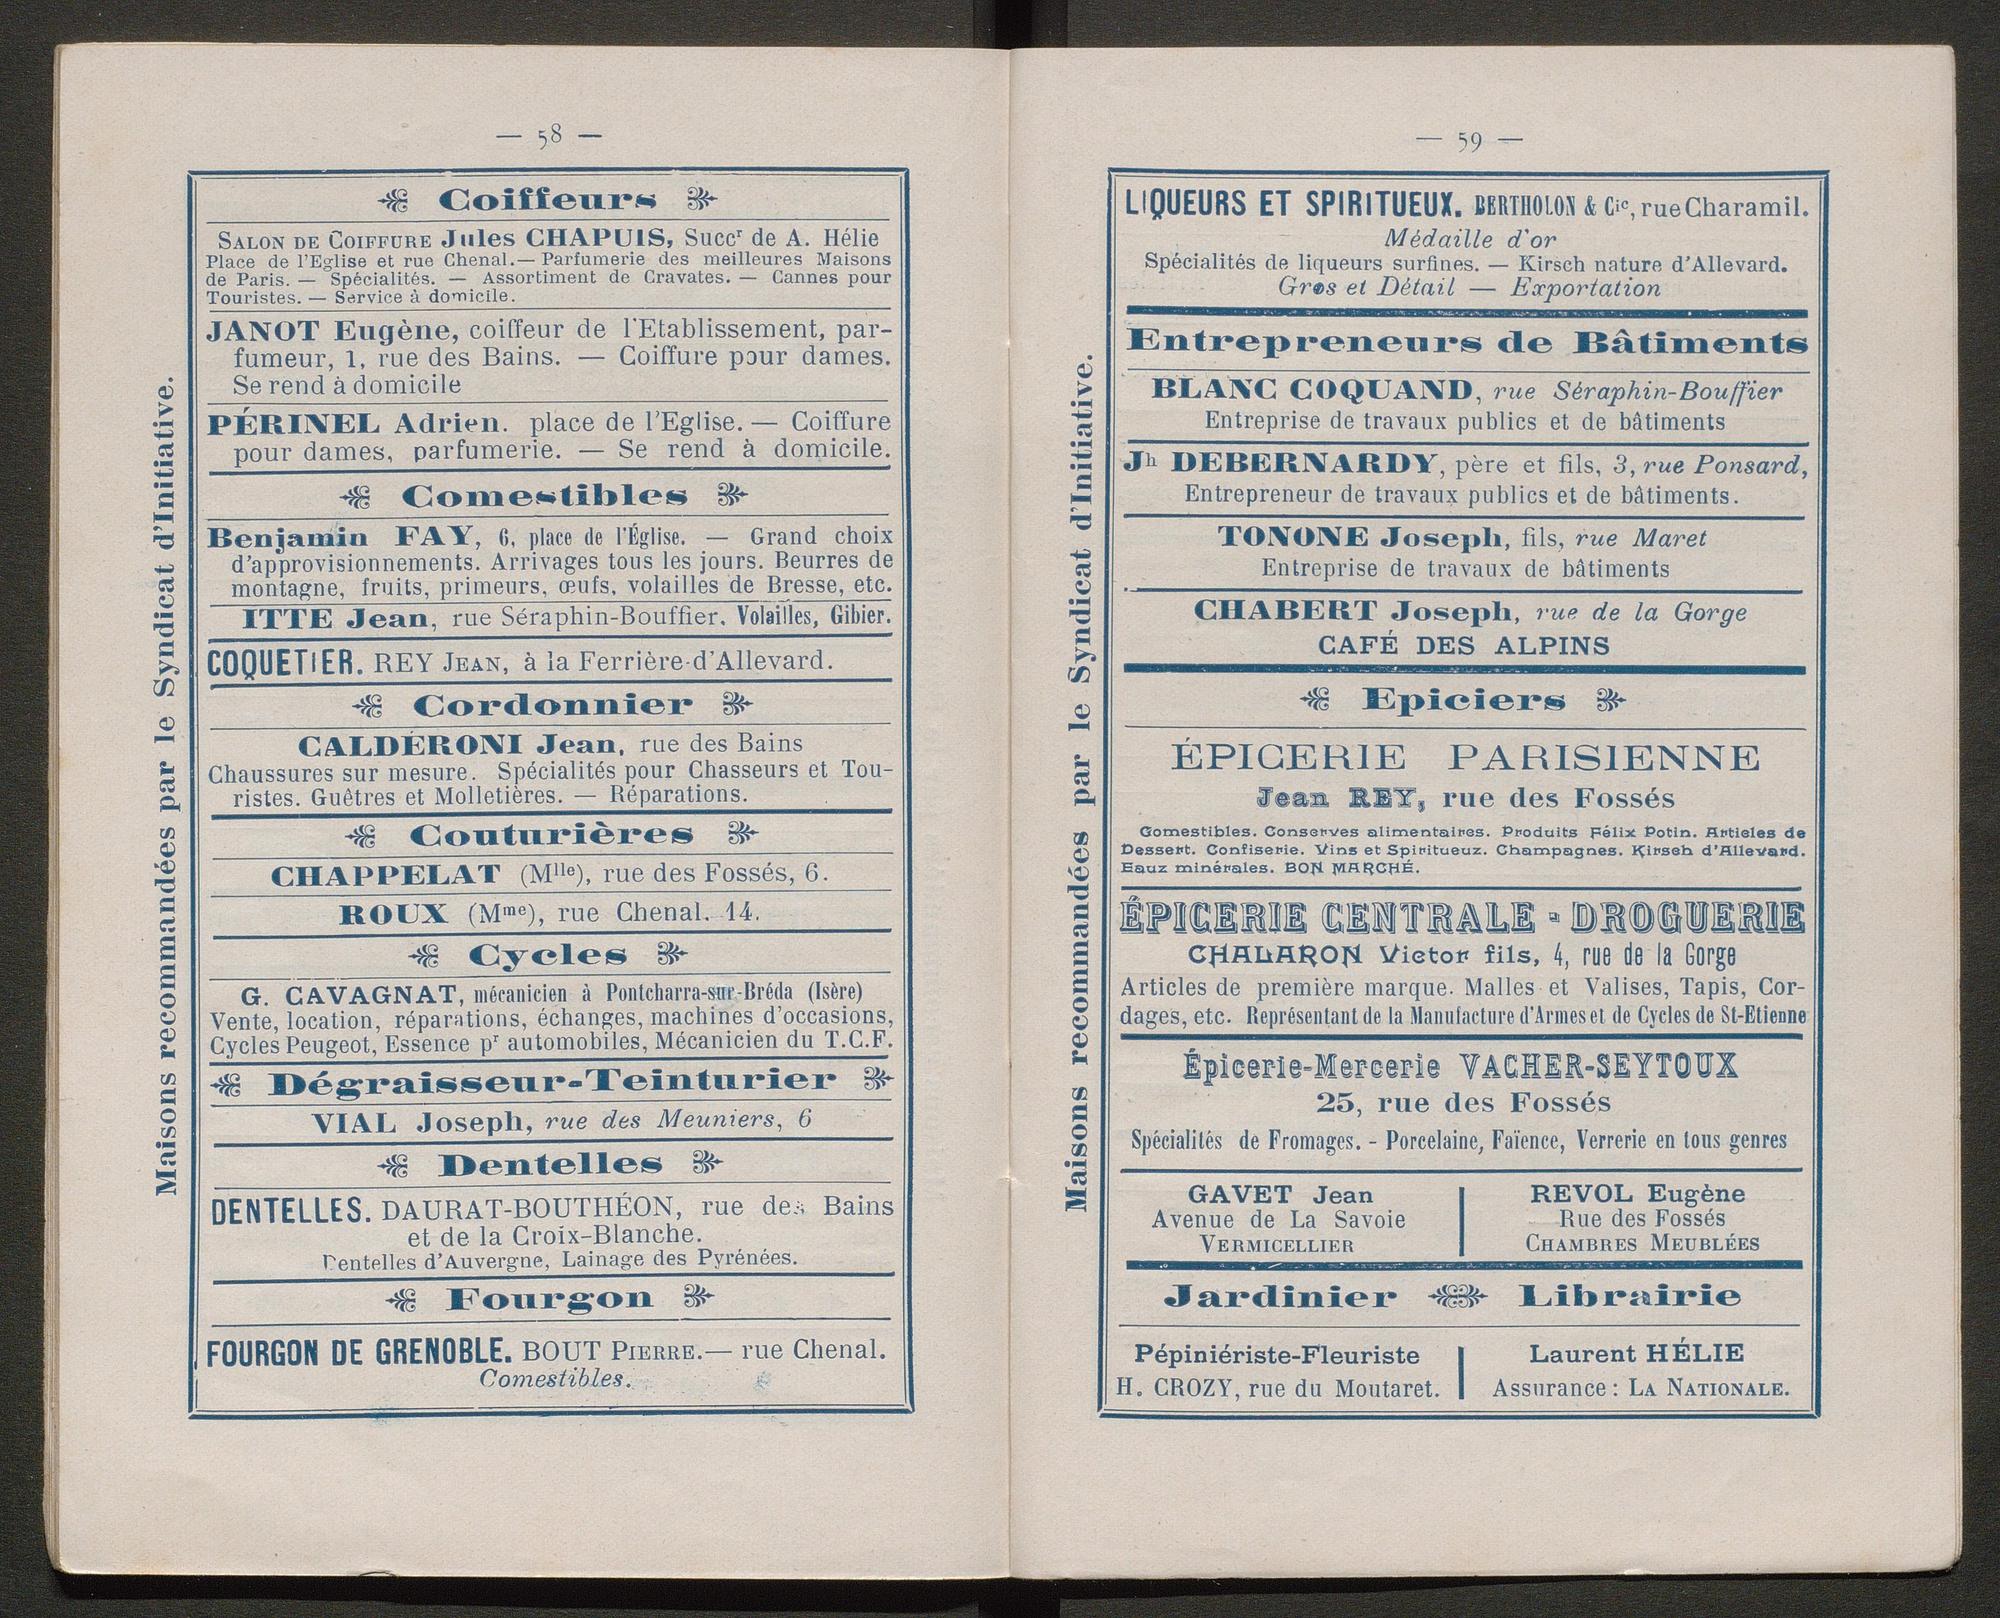 — 58 —
Maisons recommandées par le Syndicat d'Initiative.
Coiffeurs
SALON DE COIFFURE Jules CHAPUIS, Succr de A. Hélie
Place de l'Eglise et rue Chenal.— Parfumerie des meilleures Maisons
de Paris. — Spécialités. — Assortiment de Cravates. — Cannes pour
Touristes. — Service à domicile.
JANOT Eugène, coiffeur de l'Etablissement, par-
fumeur, 1, rue des Bains. — Coiffure pour dames.
Se rend à domicile
PÉRINEL Adrien. place de l'Eglise. — Coiffure
pour dames, parfumerie. — Se rend à domicile.
Comestibles
Benjamin FAY, 6, place de l'Église. — Grand choix
d'approvisionnements. Arrivages tous les jours. Beurres de
montagne, fruits, primeurs, œufs, volailles de Bresse, etc.
ITTE Jean, rue Séraphin-Bouffier. Volailles, Gibier.
COQUETIER. REY JEAN, à la Ferrière-d'Allevard.
Cordonnier
CALDÉRONI Jean, rue des Bains
Chaussures sur mesure. Spécialités pour Chasseurs et Tou-
ristes. Guêtres et Molletières. — Réparations.
Couturières
CHAPPELAT (Mlle), rue des Fossés, 6.
ROUX (Mme), rue Chenal. 14.
Cycles
G. CAVAGNAT, mécanicien à Pontcharra-sur-Bréda (Isère)
Vente, location, réparations, échanges, machines d'occasions,
Cycles Peugeot, Essence pr automobiles, Mécanicien du T.C.F.
Dégraisseur-Teinturier
VIAL Joseph, rue des Meuniers, 6
Dentelles
DENTELLES. DAURAT-BOUTHÉON, rue des Bains
et de la Croix-Blanche.
Dentelles d'Auvergne, Lainage des Pyrénées.
Fourgon
FOURGON DE GRENOBLE. BOUT PIERRE.— rue Chenal.
Comestibles.
— 59 —
Maisons recommandées par le Syndicat d'Initiative.
LIQUEURS ET SPIRITUEUX. BERTHOLON & Cie, rue Charamil.
Médaille d'or
Spécialités de liqueurs surfines. — Kirsch nature d'Allevard.
Gros et Détail — Exportation
Entrepreneurs de Bâtiments
BLANC COQUAND, rue Séraphin-Bouffier
Entreprise de travaux publics et de bâtiments
Jh DEBERNARDY, père et fils, 3, rue Ponsard,
Entrepreneur de travaux publics et de bâtiments.
TONONE Joseph, fils, rue Maret
Entreprise de travaux de bâtiments
CHABERT Joseph, rue de la Gorge
CAFÉ DES ALPINS
Epiciers
ÉPICERIE PARISIENNE
Jean REY, rue des Fossés
Comestibles. Conserves alimentaires. Produits Félix Potin. Articles de
Dessert. Confiserie. Vins et Spiritueux. Champagnes. Kirsch d'Allevard.
Eaux minérales. BON MARCHÉ.
ÉPICERIE CENTRALE - DROGUERIE
CHALARON Victor fils, 4, rue de la Gorge
Articles de première marque. Malles et Valises, Tapis, Cor-
dages, etc. Représentant de la Manufacture d'Armes et de Cycles de St-Etienne
Épicerie-Mercerie VACHER-SEYTOUX
25, rue des Fossés
Spécialités de Fromages. - Porcelaine, Faïence, Verrerie en tous genres
GAVET Jean
Avenue de La Savoie
VERMICELLIER
REVOL Eugène
Rue des Fossés
CHAMBRES MEUBLÉES
Jardinier Librairie
Pépiniériste-Fleuriste
H. CROZY, rue du Moutaret.
Laurent HÉLIE
Assurance : LA NATIONALE.